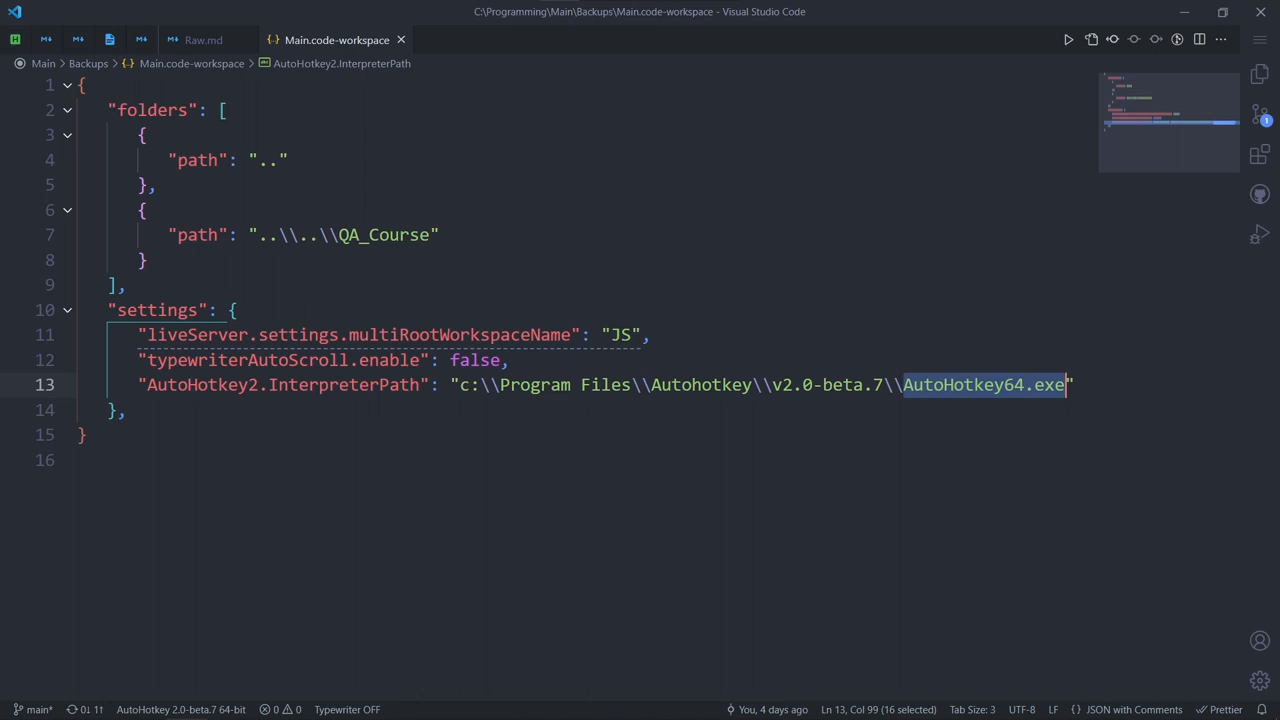 C:\Programming\Main\Backups\Main.code-workspace - Visual Studio Code
Raw.md
Main.code-workspace
Main > Backups > Main.code-workspace > AutoHotkey2.InterpreterPath
1 {
2 "folders": [
3 {
4 "path": ".."
5 },
6 {
7 "path": "..\\..\\QA_Course"
8 }
9 ],
10 "settings": {
11 "liveServer.settings.multiRootWorkspaceName": "JS",
12 "typewriterAutoScroll.enable": false,
13 "AutoHotkey2.InterpreterPath": "c:\\Program Files\\Autohotkey\\v2.0-beta.7\\AutoHotkey64.exe"
14 },
15 }
16
1
main* 0↓ 1↑ AutoHotkey 2.0-beta.7 64-bit 0 0 Typewriter OFF You, 4 days ago Ln 13, Col 99 (16 selected) Tab Size: 3 UTF-8 LF {} JSON with Comments Prettier